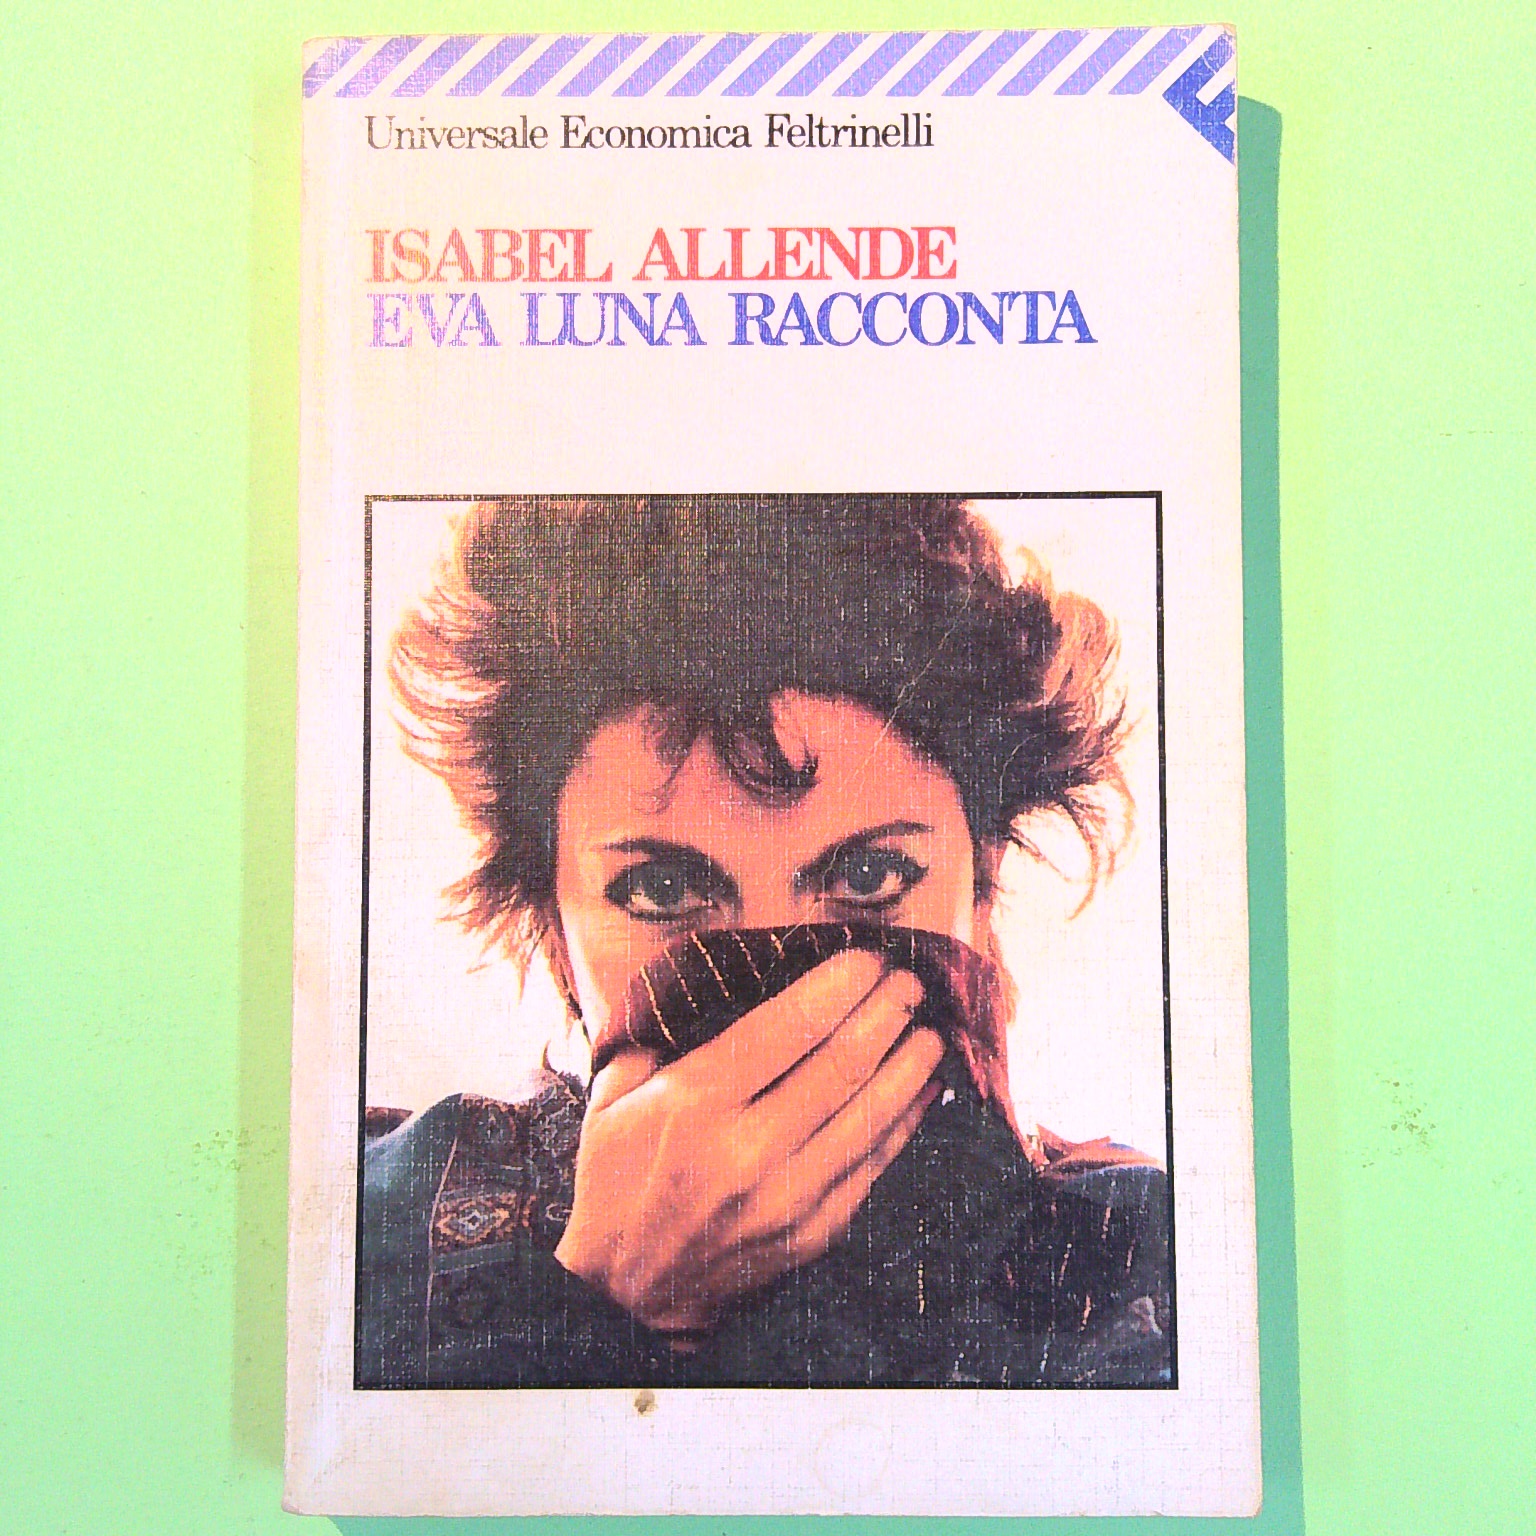 Universale Economica Feltrinelli
ISABEL ALLENDE
EVA LUNA RACCONTA